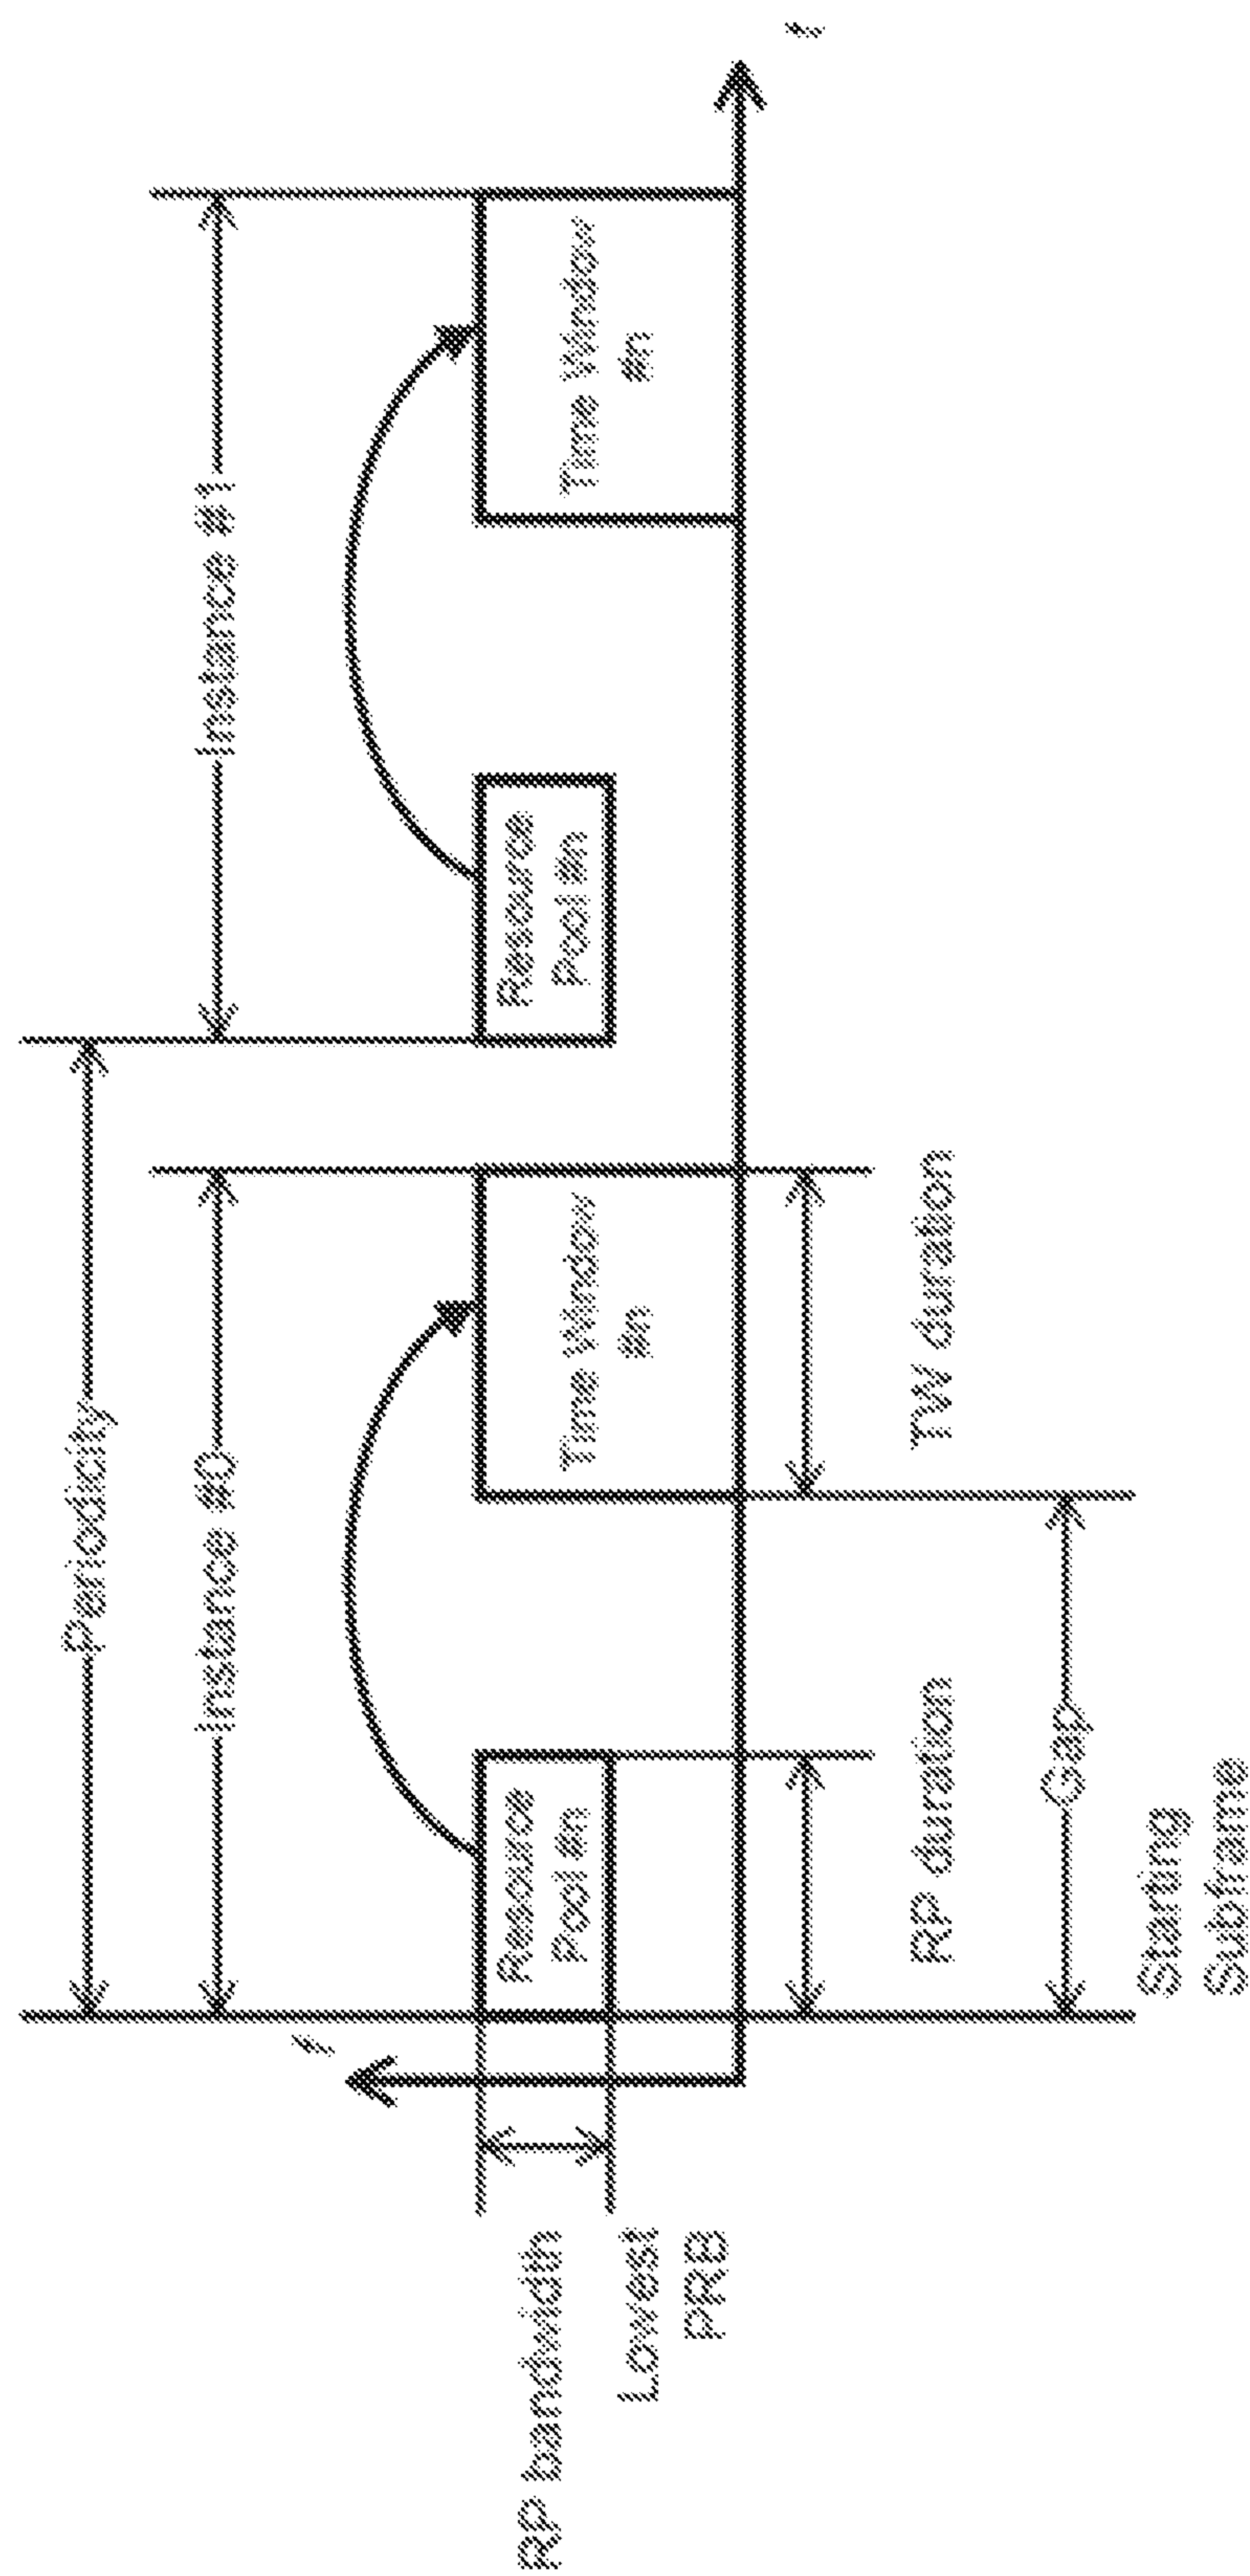 Periodicity
Instance #0
Instance #1
f
RP bandwidth
Lowest
PRB
Resource
Pool #n
Time Window
#n
Resource
Pool #n
Time Window
#n
t
RP duration
TW duration
Gap
Starting
Subframe